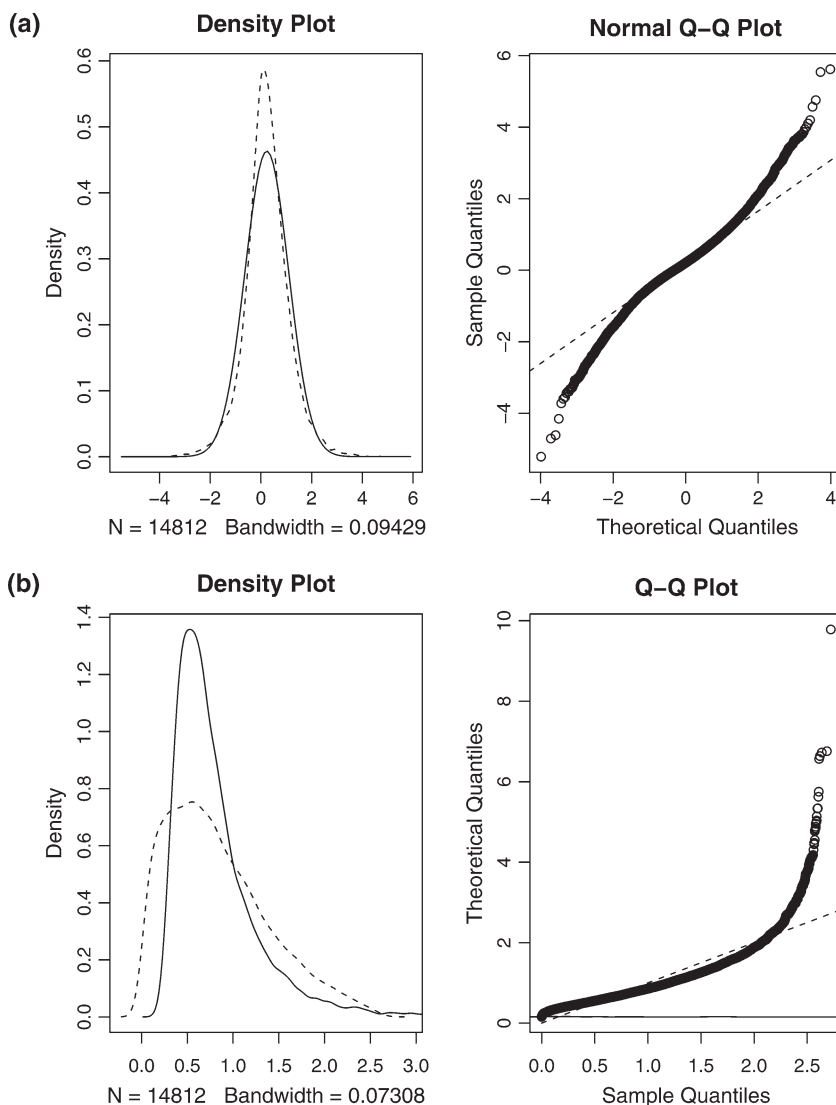 (a)
Density Plot
Density
0.0 0.1 0.2 0.3 0.4 0.5 0.6
−4 −2 0 2 4 6
N = 14812 Bandwidth = 0.09429
Normal Q−Q Plot
Sample Quantiles
−4 −2 0 2 4 6
−4 −2 0 2 4
Theoretical Quantiles
(b)
Density Plot
Density
0.0 0.2 0.4 0.6 0.8 1.0 1.2 1.4
0.0 0.5 1.0 1.5 2.0 2.5 3.0
N = 14812 Bandwidth = 0.07308
Q−Q Plot
Theoretical Quantiles
0 2 4 6 8 10
0.0 0.5 1.0 1.5 2.0 2.5
Sample Quantiles